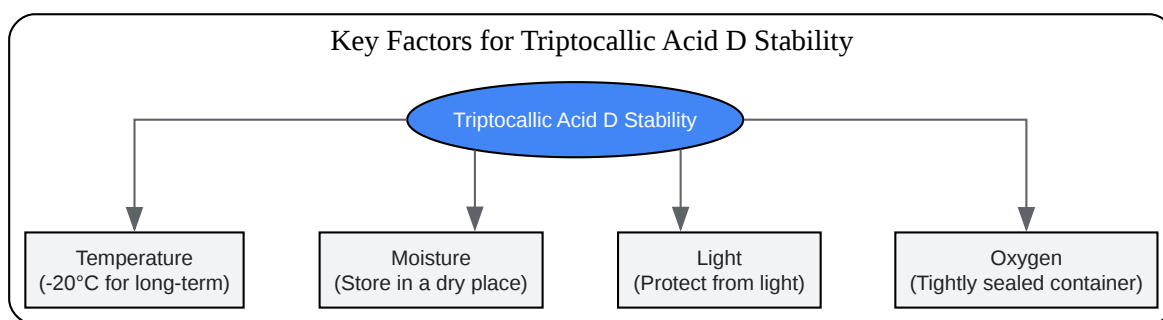 Key Factors for Triptocallic Acid D Stability
Triptocallic Acid D Stability
Temperature
(-20°C for long-term)
Moisture
(Store in a dry place)
Light
(Protect from light)
Oxygen
(Tightly sealed container)